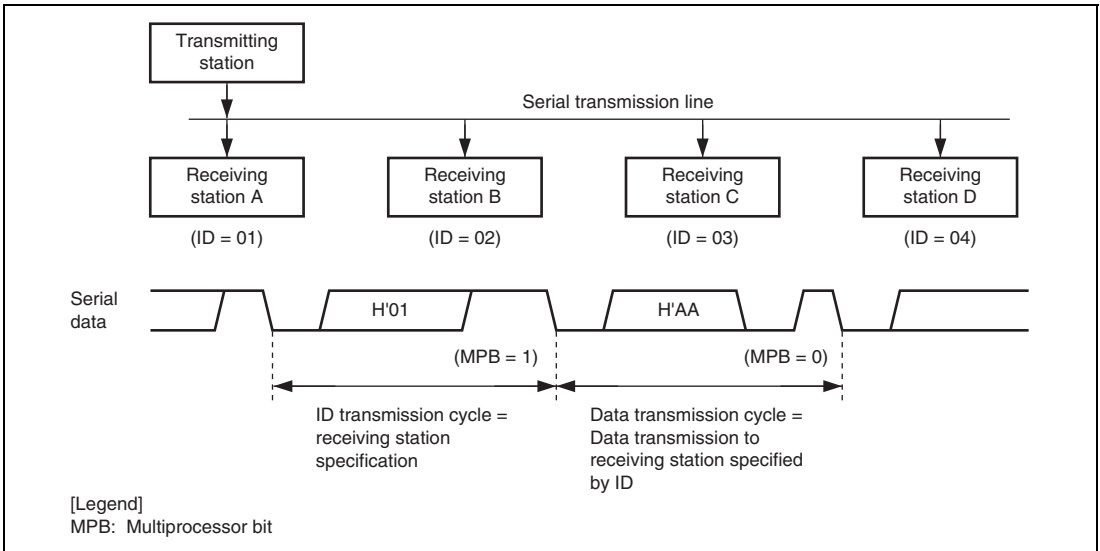 Transmitting
station
Serial transmission line
Receiving
station A
Receiving
station B
Receiving
station C
Receiving
station D
(ID = 01)
(ID = 02)
(ID = 03)
(ID = 04)
Serial
data
H'01
H'AA
(MPB = 1)
(MPB = 0)
ID transmission cycle =
receiving station
specification
Data transmission cycle =
Data transmission to
receiving station specified
by ID
[Legend]
MPB: Multiprocessor bit